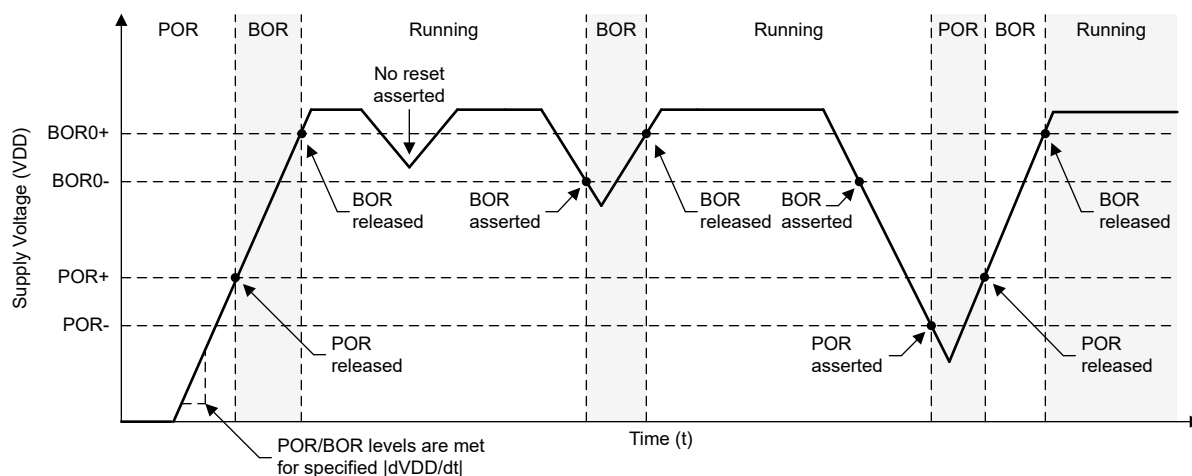 POR
BOR
Running
BOR
Running
POR
BOR
Running
Supply Voltage (VDD)
BOR0+
BOR0-
POR+
POR-
No reset
asserted
BOR
released
BOR
asserted
BOR
released
BOR
asserted
BOR
released
POR
released
POR
asserted
POR
released
POR/BOR levels are met
for specified |dVDD/dt|
Time (t)